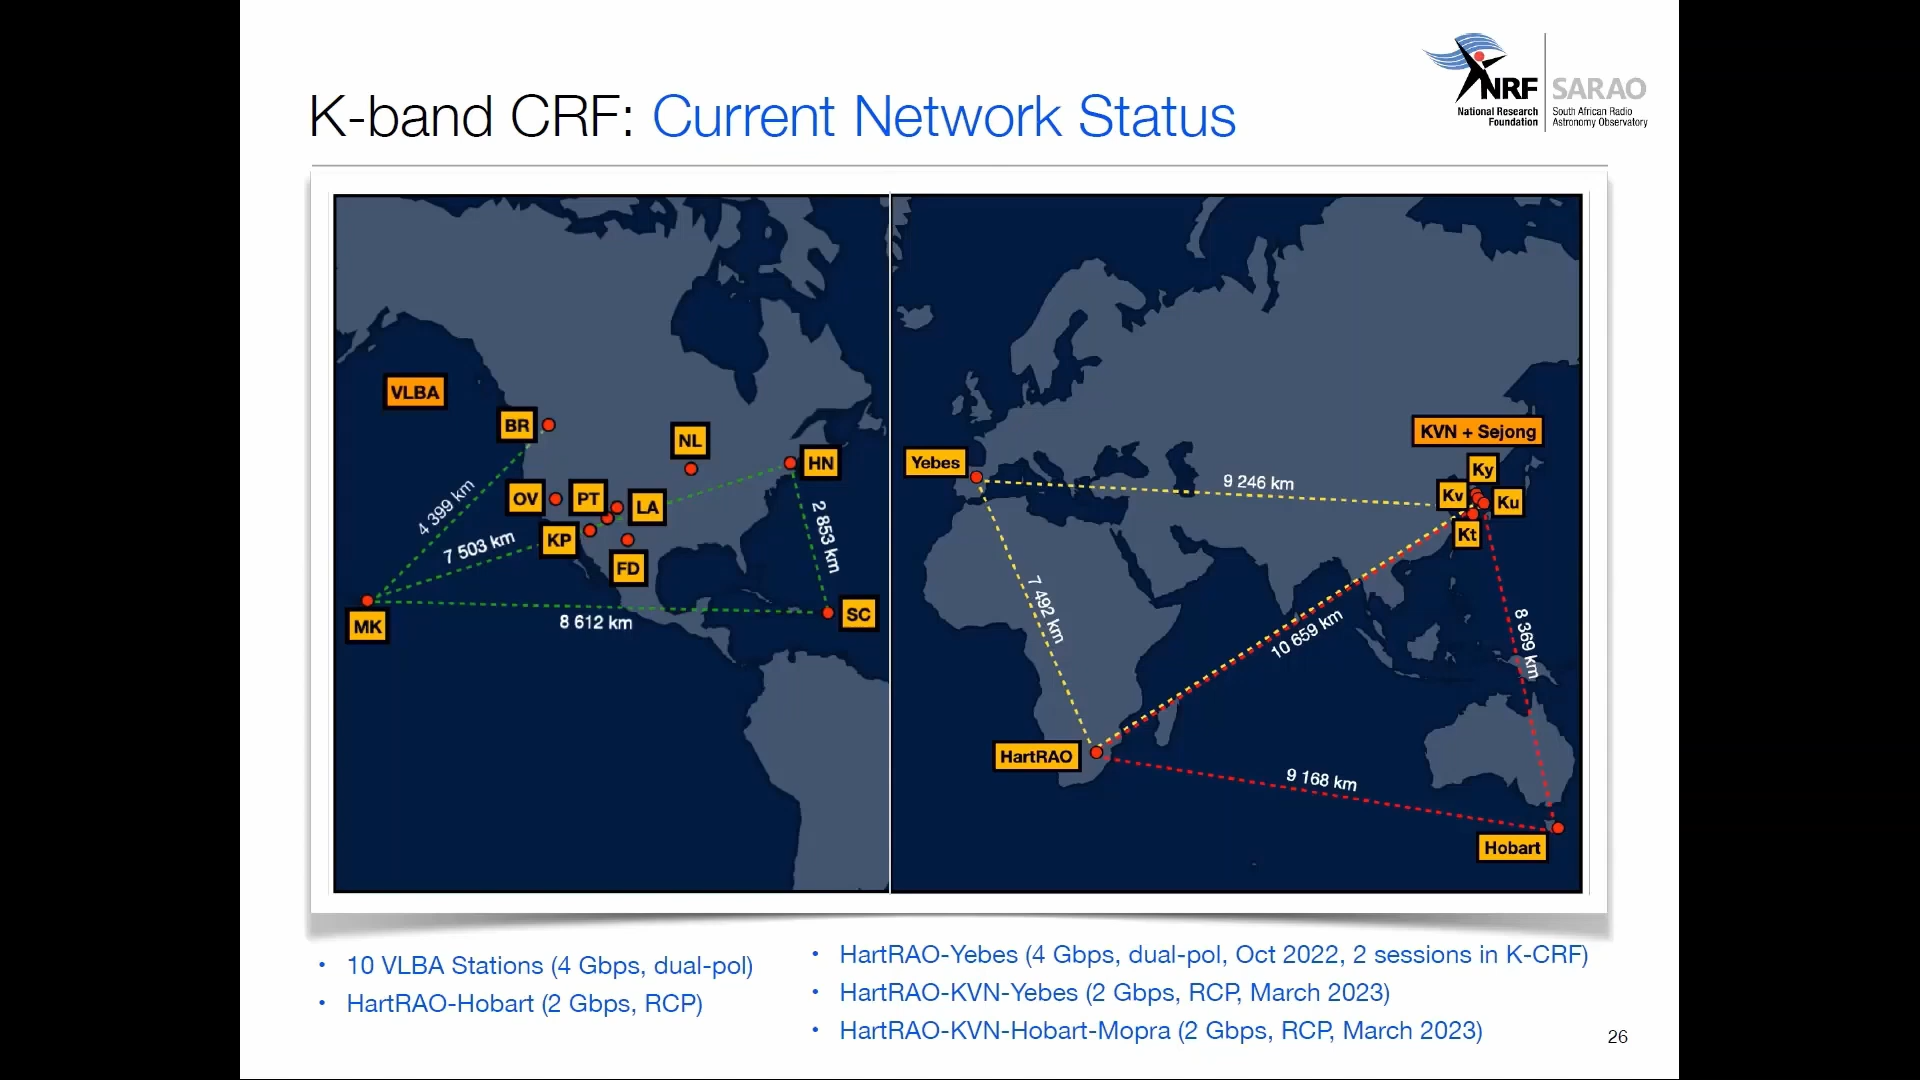 K-band CRF: Current Network Status
NRF
National Research
Foundation
SARAO
South African Radio
Astronomy Observatory
VLBA
BR
NL
HN
OV
PT
LA
KP
FD
MK
SC
4 399 km
7 503 km
2 853 km
8 612 km
KVN + Sejong
Yebes
Ky
Kv
Ku
Kt
9 246 km
7 492 km
10 659 km
8 369 km
HartRAO
9 168 km
Hobart
• 10 VLBA Stations (4 Gbps, dual-pol)
• HartRAO-Hobart (2 Gbps, RCP)
• HartRAO-Yebes (4 Gbps, dual-pol, Oct 2022, 2 sessions in K-CRF)
• HartRAO-KVN-Yebes (2 Gbps, RCP, March 2023)
• HartRAO-KVN-Hobart-Mopra (2 Gbps, RCP, March 2023)
26